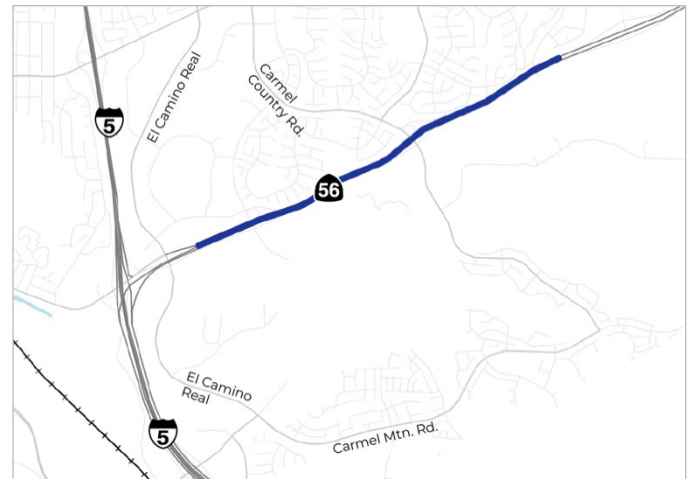 5
El Camino Real
Carmel
Country Rd.
56
El Camino
Real
5
Carmel Mtn. Rd.